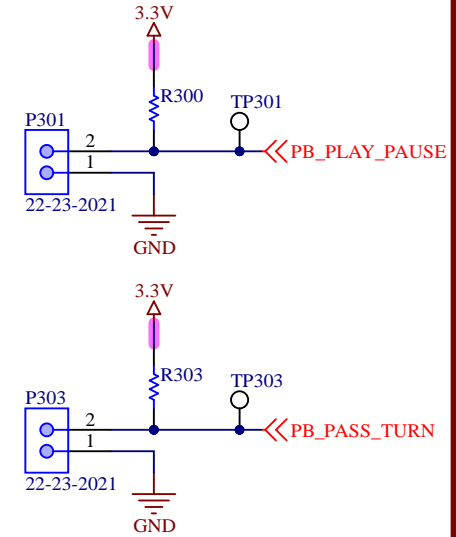 3.3V
R300
TP301
P301
2
PB_PLAY_PAUSE
1
22-23-2021
GND
3.3V
R303
TP303
P303
2
PB_PASS_TURN
1
22-23-2021
GND